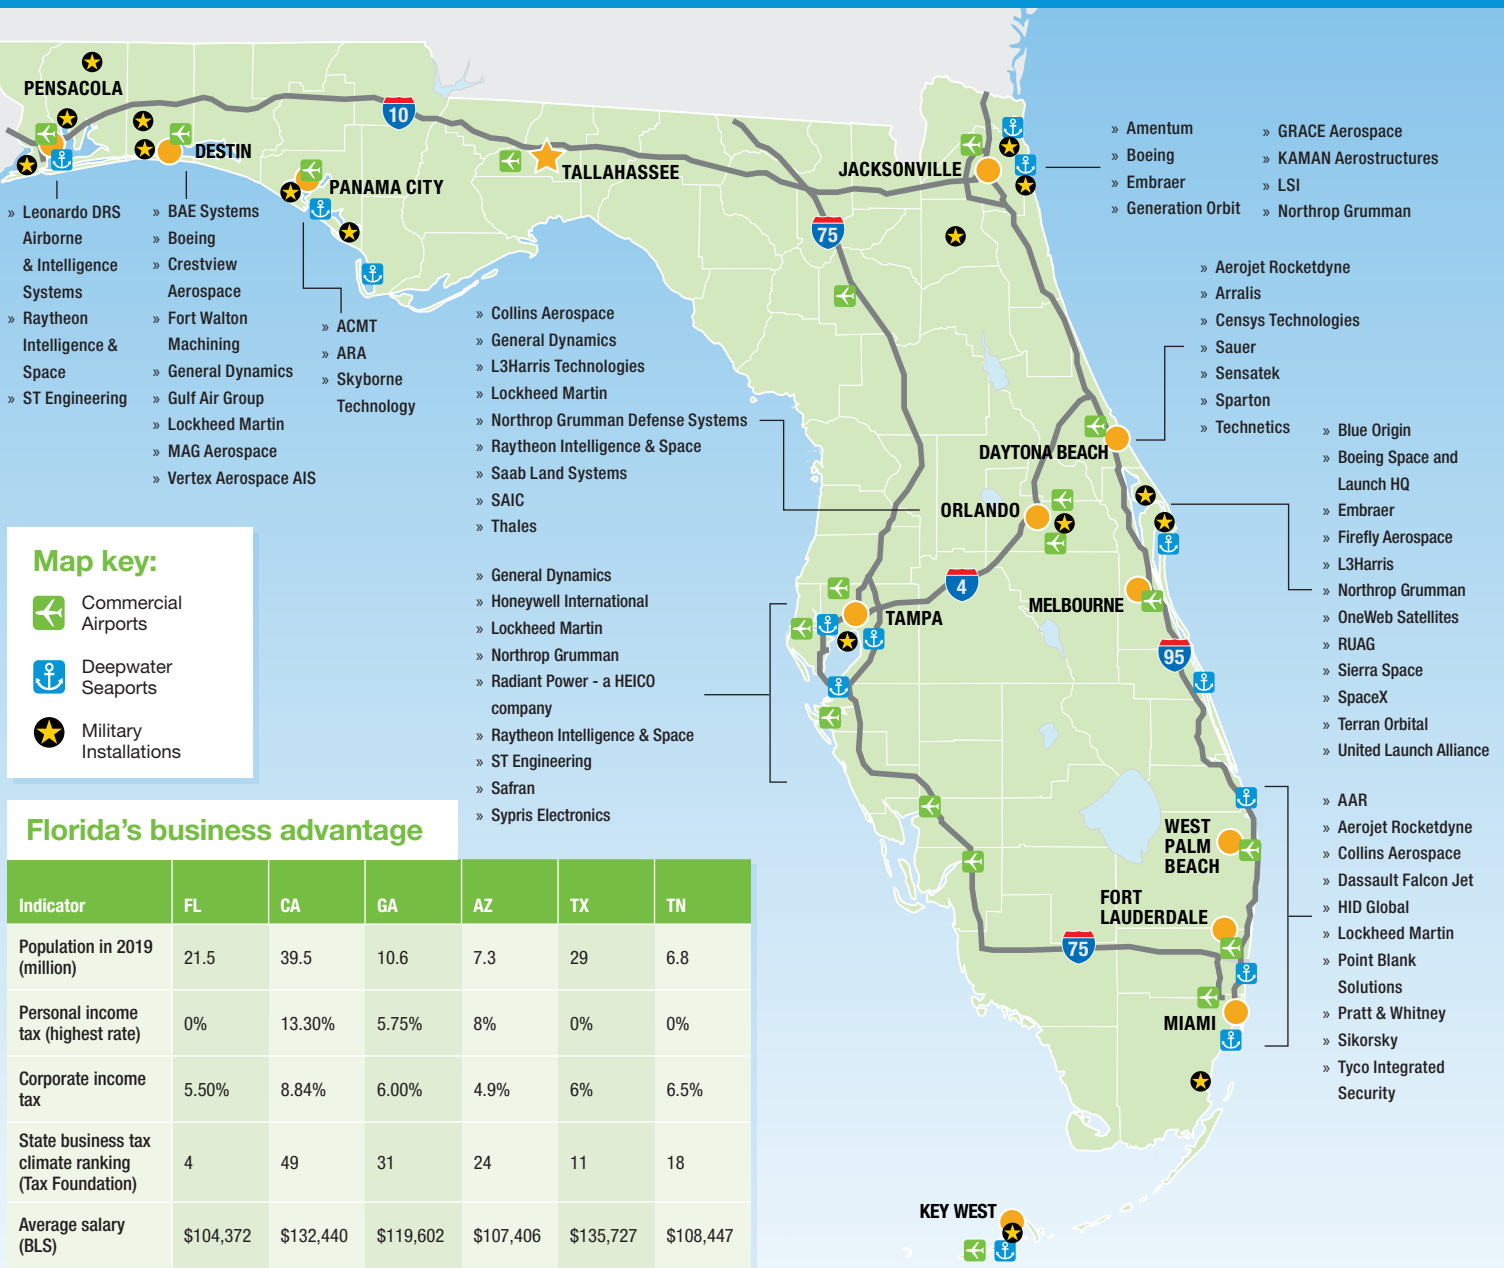 PENSACOLA
10
DESTIN
TALLAHASSEE
PANAMA CITY
JACKSONVILLE
75
» Leonardo DRS
Airborne
& Intelligence
Systems
» Raytheon
Intelligence &
Space
» ST Engineering
» BAE Systems
» Boeing
» Crestview
Aerospace
» Fort Walton
Machining
» General Dynamics
» Gulf Air Group
» Lockheed Martin
» MAG Aerospace
» Vertex Aerospace AIS
» ACMT
» ARA
» Skyborne
Technology
» Amentum
» Boeing
» Embraer
» Generation Orbit
» GRACE Aerospace
» KAMAN Aerostructures
» LSI
» Northrop Grumman
» Collins Aerospace
» General Dynamics
» L3Harris Technologies
» Lockheed Martin
» Northrop Grumman Defense Systems
» Raytheon Intelligence & Space
» Saab Land Systems
» SAIC
» Thales
» Aerojet Rocketdyne
» Arralis
» Censys Technologies
» Sauer
» Sensatek
» Sparton
» Technetics
DAYTONA BEACH
ORLANDO
4
TAMPA
MELBOURNE
95
» Blue Origin
» Boeing Space and
Launch HQ
» Embraer
» Firefly Aerospace
» L3Harris
» Northrop Grumman
» OneWeb Satellites
» RUAG
» Sierra Space
» SpaceX
» Terran Orbital
» United Launch Alliance
» General Dynamics
» Honeywell International
» Lockheed Martin
» Northrop Grumman
» Radiant Power - a HEICO
company
» Raytheon Intelligence & Space
» ST Engineering
» Safran
» Sypris Electronics
WEST
PALM
BEACH
FORT
LAUDERDALE
75
MIAMI
KEY WEST
» AAR
» Aerojet Rocketdyne
» Collins Aerospace
» Dassault Falcon Jet
» HID Global
» Lockheed Martin
» Point Blank
Solutions
» Pratt & Whitney
» Sikorsky
» Tyco Integrated
Security
Map key:
Commercial
Airports
Deepwater
Seaports
Military
Installations
Florida's business advantage
Indicator FL CA GA AZ TX TN
Population in 2019
(million) 21.5 39.5 10.6 7.3 29 6.8
Personal income
tax (highest rate) 0% 13.30% 5.75% 8% 0% 0%
Corporate income
tax 5.50% 8.84% 6.00% 4.9% 6% 6.5%
State business tax
climate ranking
(Tax Foundation) 4 49 31 24 11 18
Average salary
(BLS) $104,372 $132,440 $119,602 $107,406 $135,727 $108,447